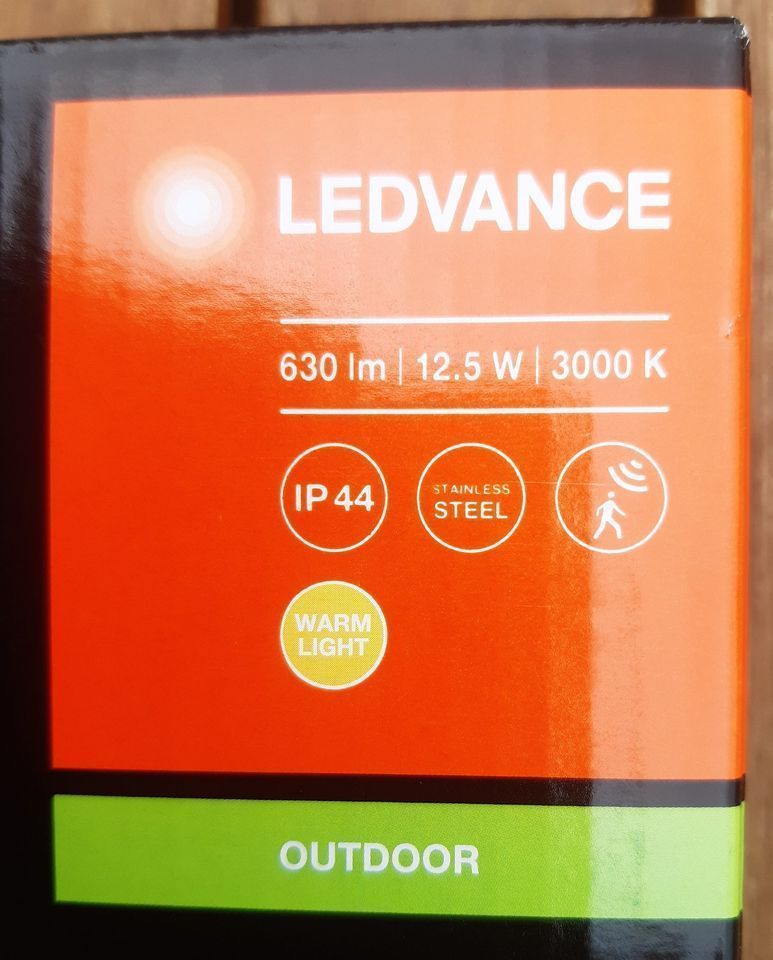 LEDVANCE
630 lm | 12.5 W | 3000 K
IP 44
STAINLESS
STEEL
WARM
LIGHT
OUTDOOR